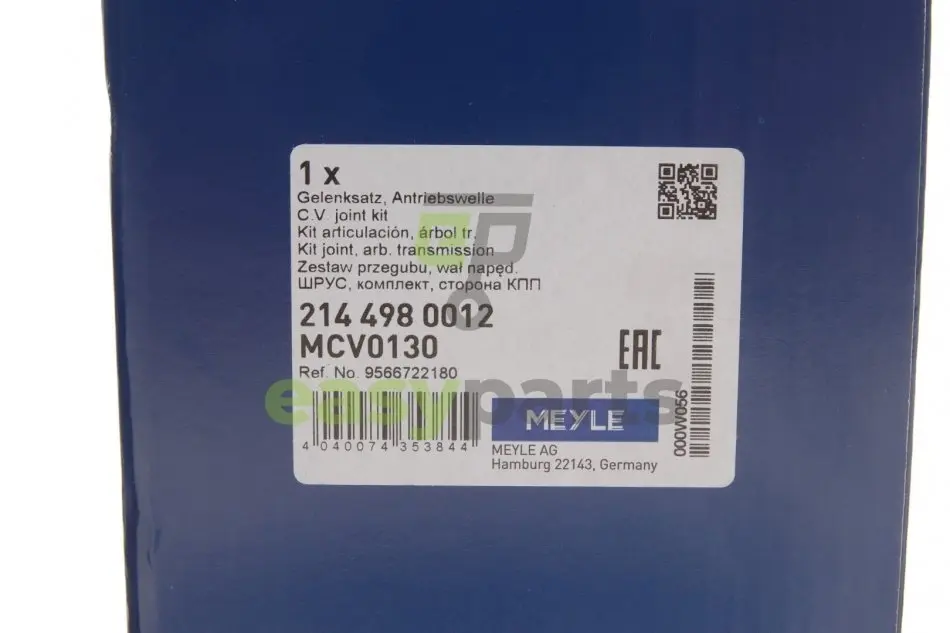 1 x
Gelenksatz, Antriebswelle
C.V. joint kit
Kit articulación, árbol tr.
Kit joint, arb. transmission
Zestaw przegubu, wał napęd.
ШРУС, комплект, сторона КПП
214 498 0012
MCV0130
Ref. No. 9566722180
EAC
easyparts
4 040074 353844
MEYLE
MEYLE AG
Hamburg 22143, Germany
000W056